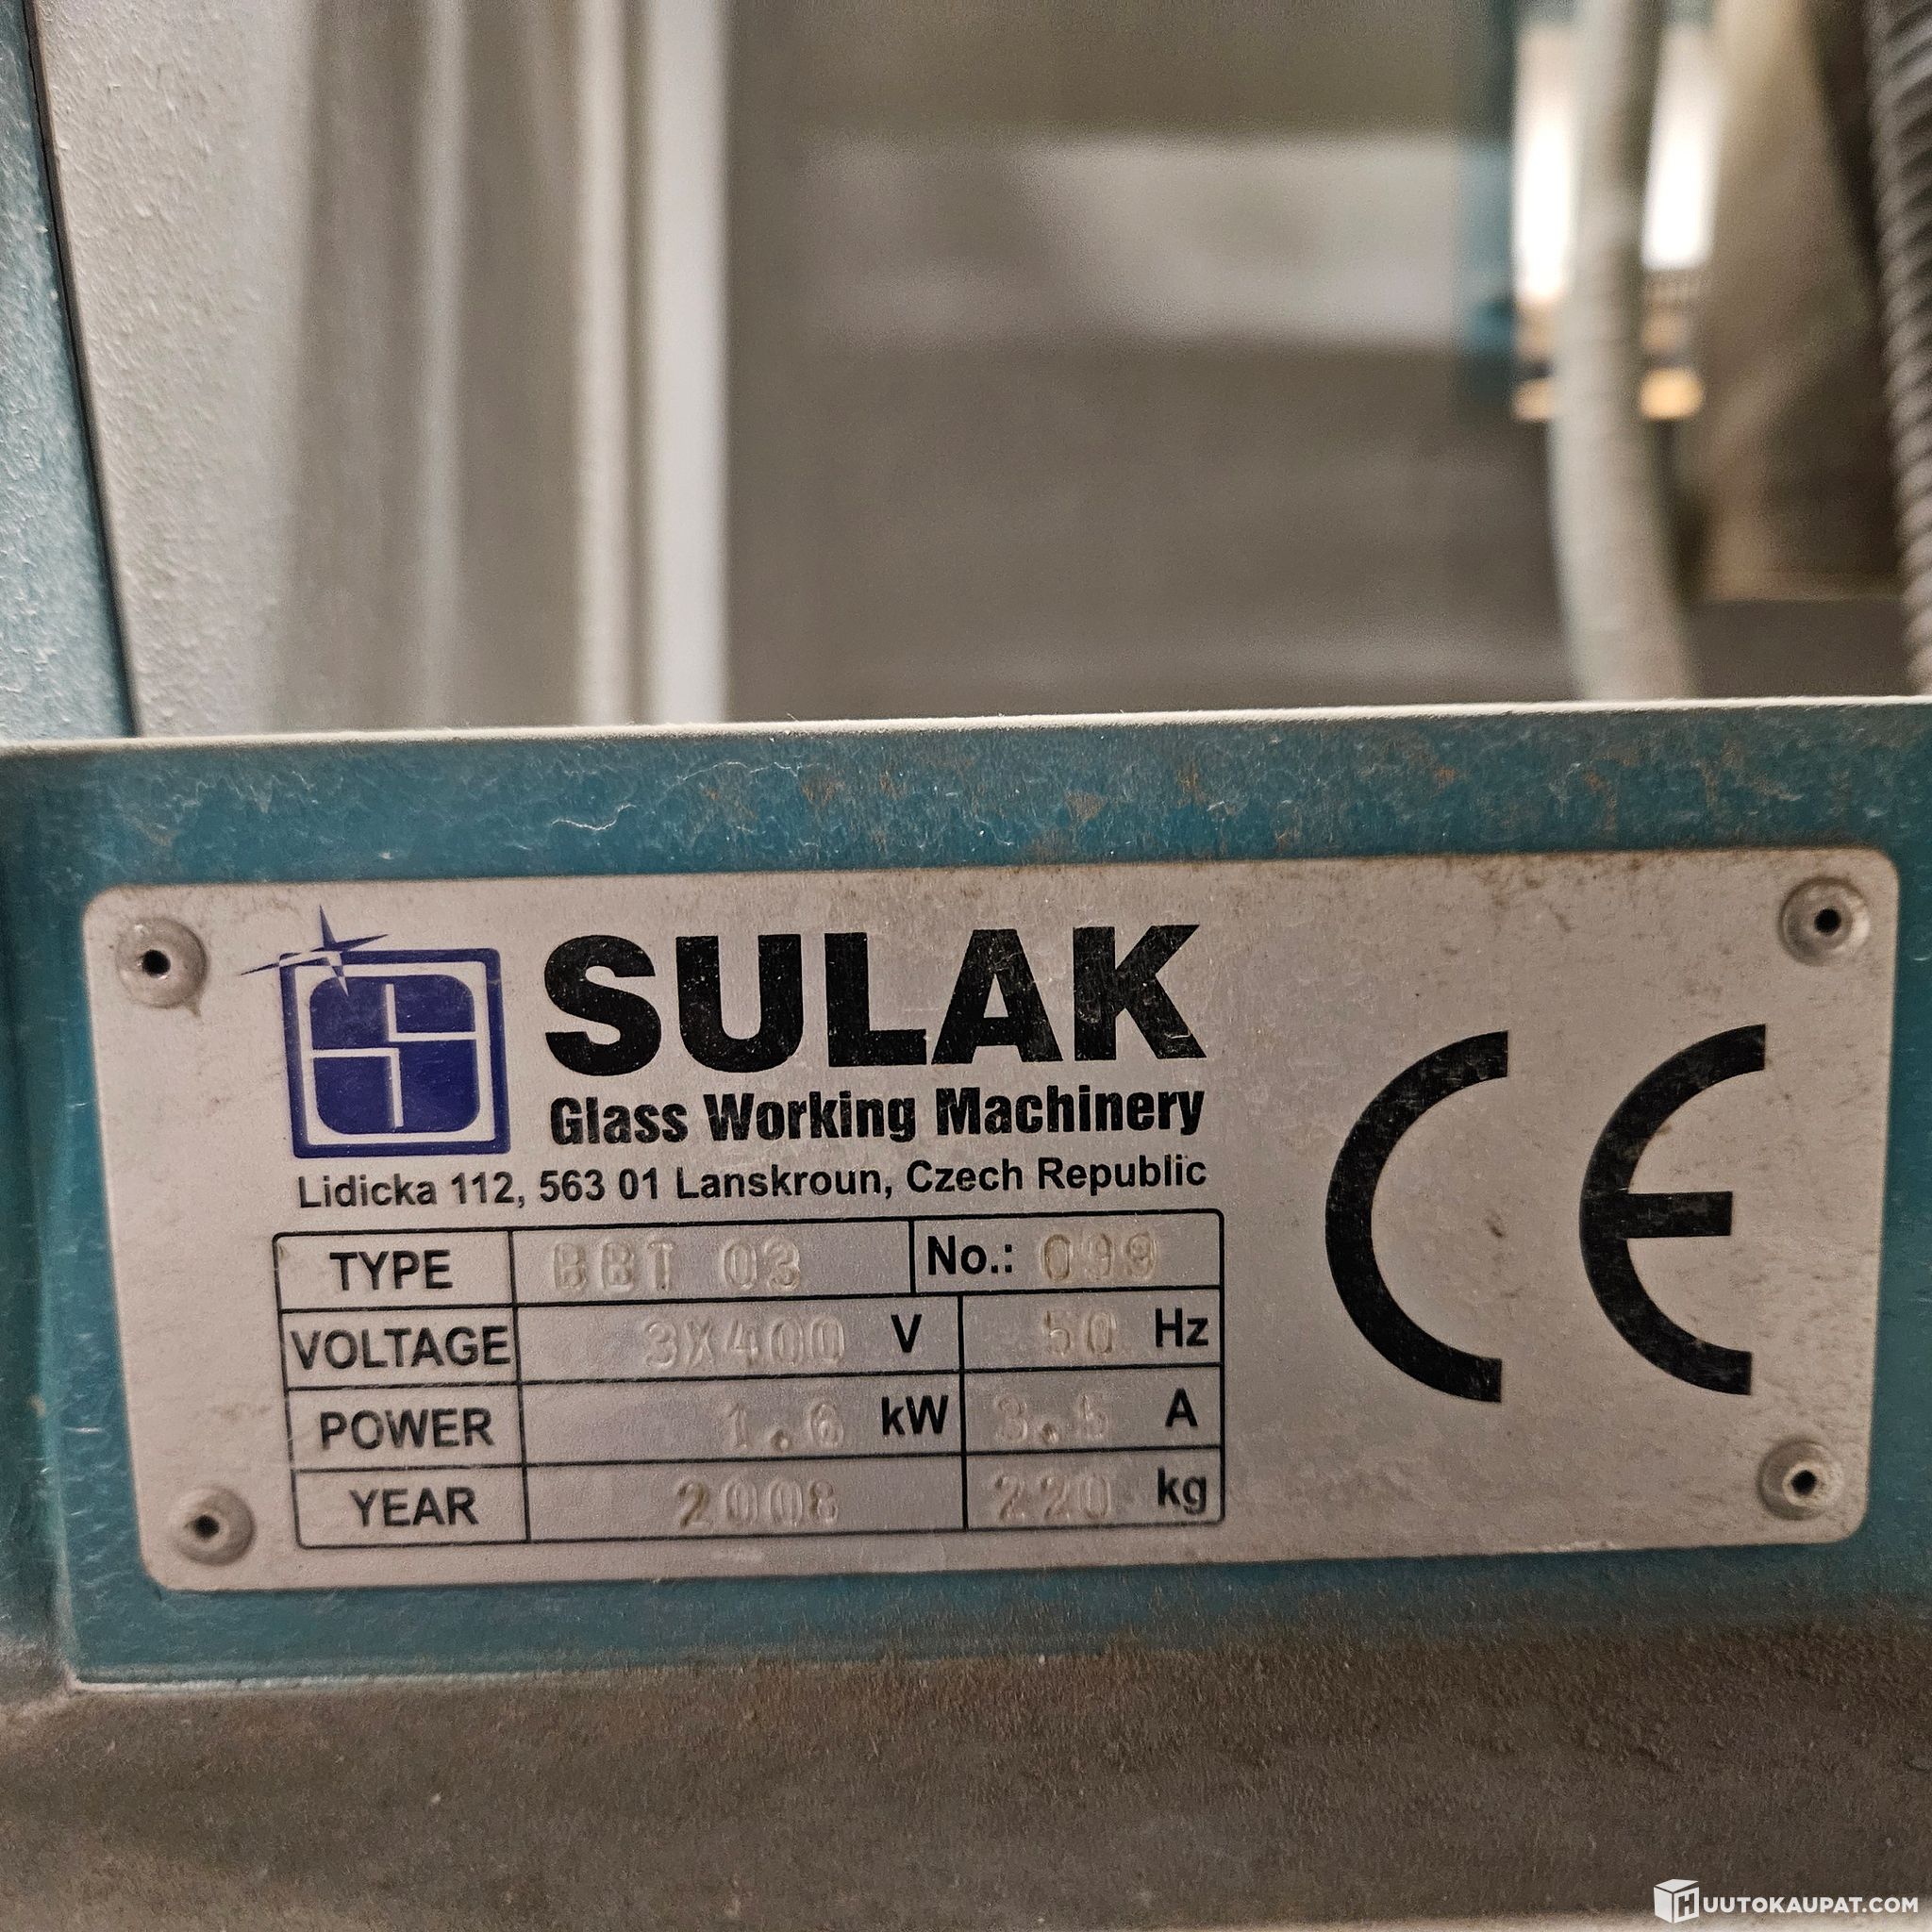 SULAK
Glass Working Machinery
Lidicka 112, 563 01 Lanskroun, Czech Republic
TYPE BBT 03 No.: 099
VOLTAGE 3X400 V 50 Hz
POWER 1.6 kW 3.5 A
YEAR 2008 220 kg
CE
HUUTOKAUPAT.COM